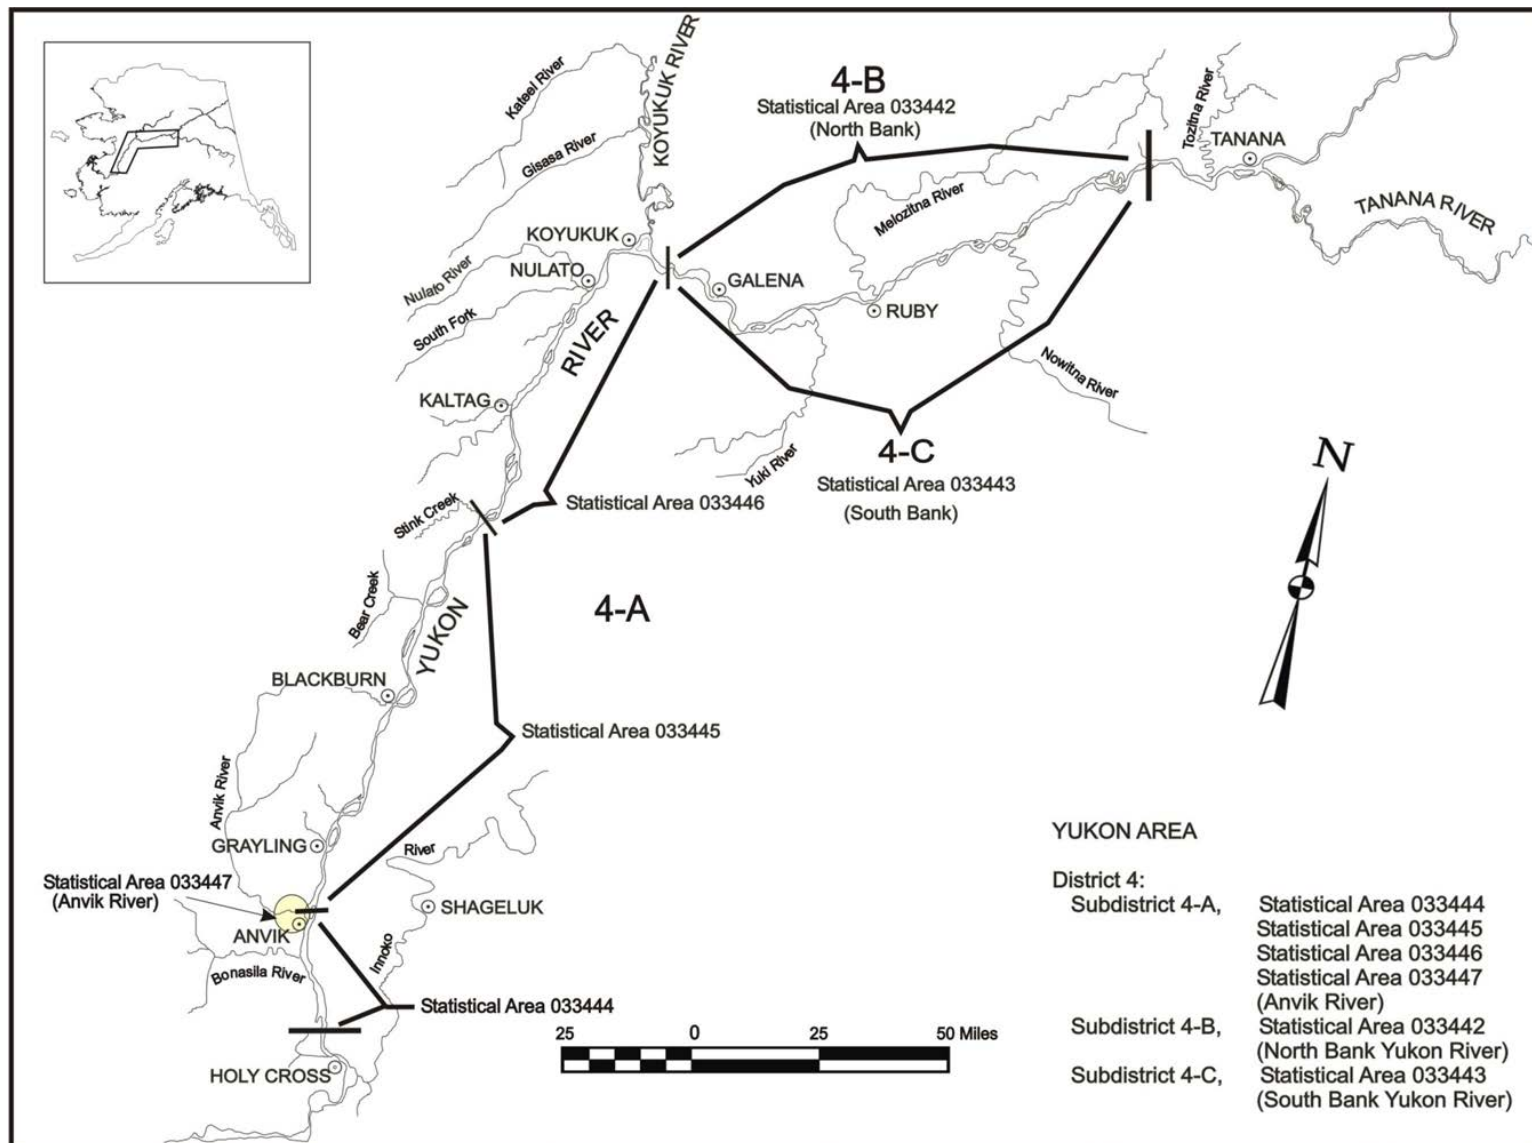 KOYUKUK RIVER
Kateel River
Gisasa River
4-B
Statistical Area 033442
(North Bank)
Tozitna River
TANANA
TANANA RIVER
Melozitna River
KOYUKUK
NULATO
Nulato River
South Fork
GALENA
RUBY
RIVER
Nowitna River
KALTAG
4-C
Statistical Area 033443
(South Bank)
Yuki River
N
Stink Creek
Statistical Area 033446
Bear Creek
4-A
YUKON
BLACKBURN
Statistical Area 033445
Anvik River
GRAYLING
River
Statistical Area 033447
(Anvik River)
SHAGELUK
ANVIK
Innoko
Bonasila River
Statistical Area 033444
HOLY CROSS
25 0 25 50 Miles
YUKON AREA
District 4:
Subdistrict 4-A, Statistical Area 033444
Statistical Area 033445
Statistical Area 033446
Statistical Area 033447
(Anvik River)
Subdistrict 4-B, Statistical Area 033442
(North Bank Yukon River)
Subdistrict 4-C, Statistical Area 033443
(South Bank Yukon River)